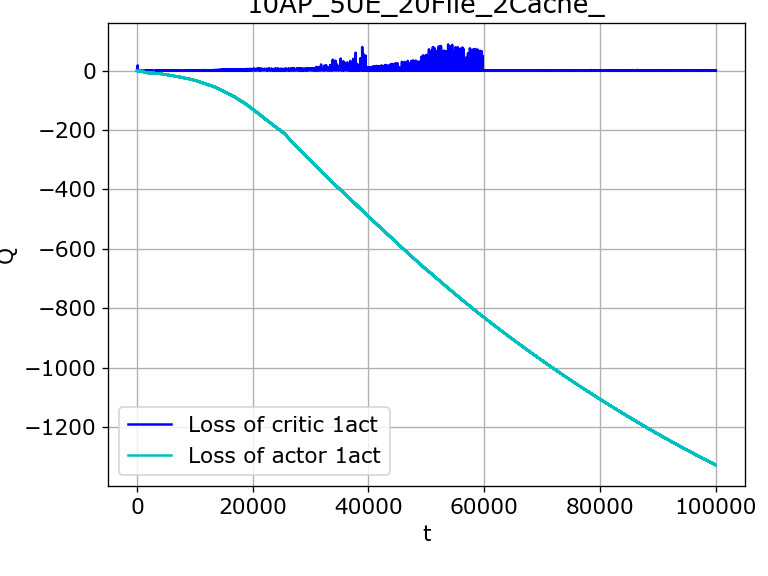 10AP_5UE_20File_2Cache_
0
−200
−400
−600
−800
−1000
−1200
Q
Loss of critic 1act
Loss of actor 1act
0 20000 40000 60000 80000 100000
t